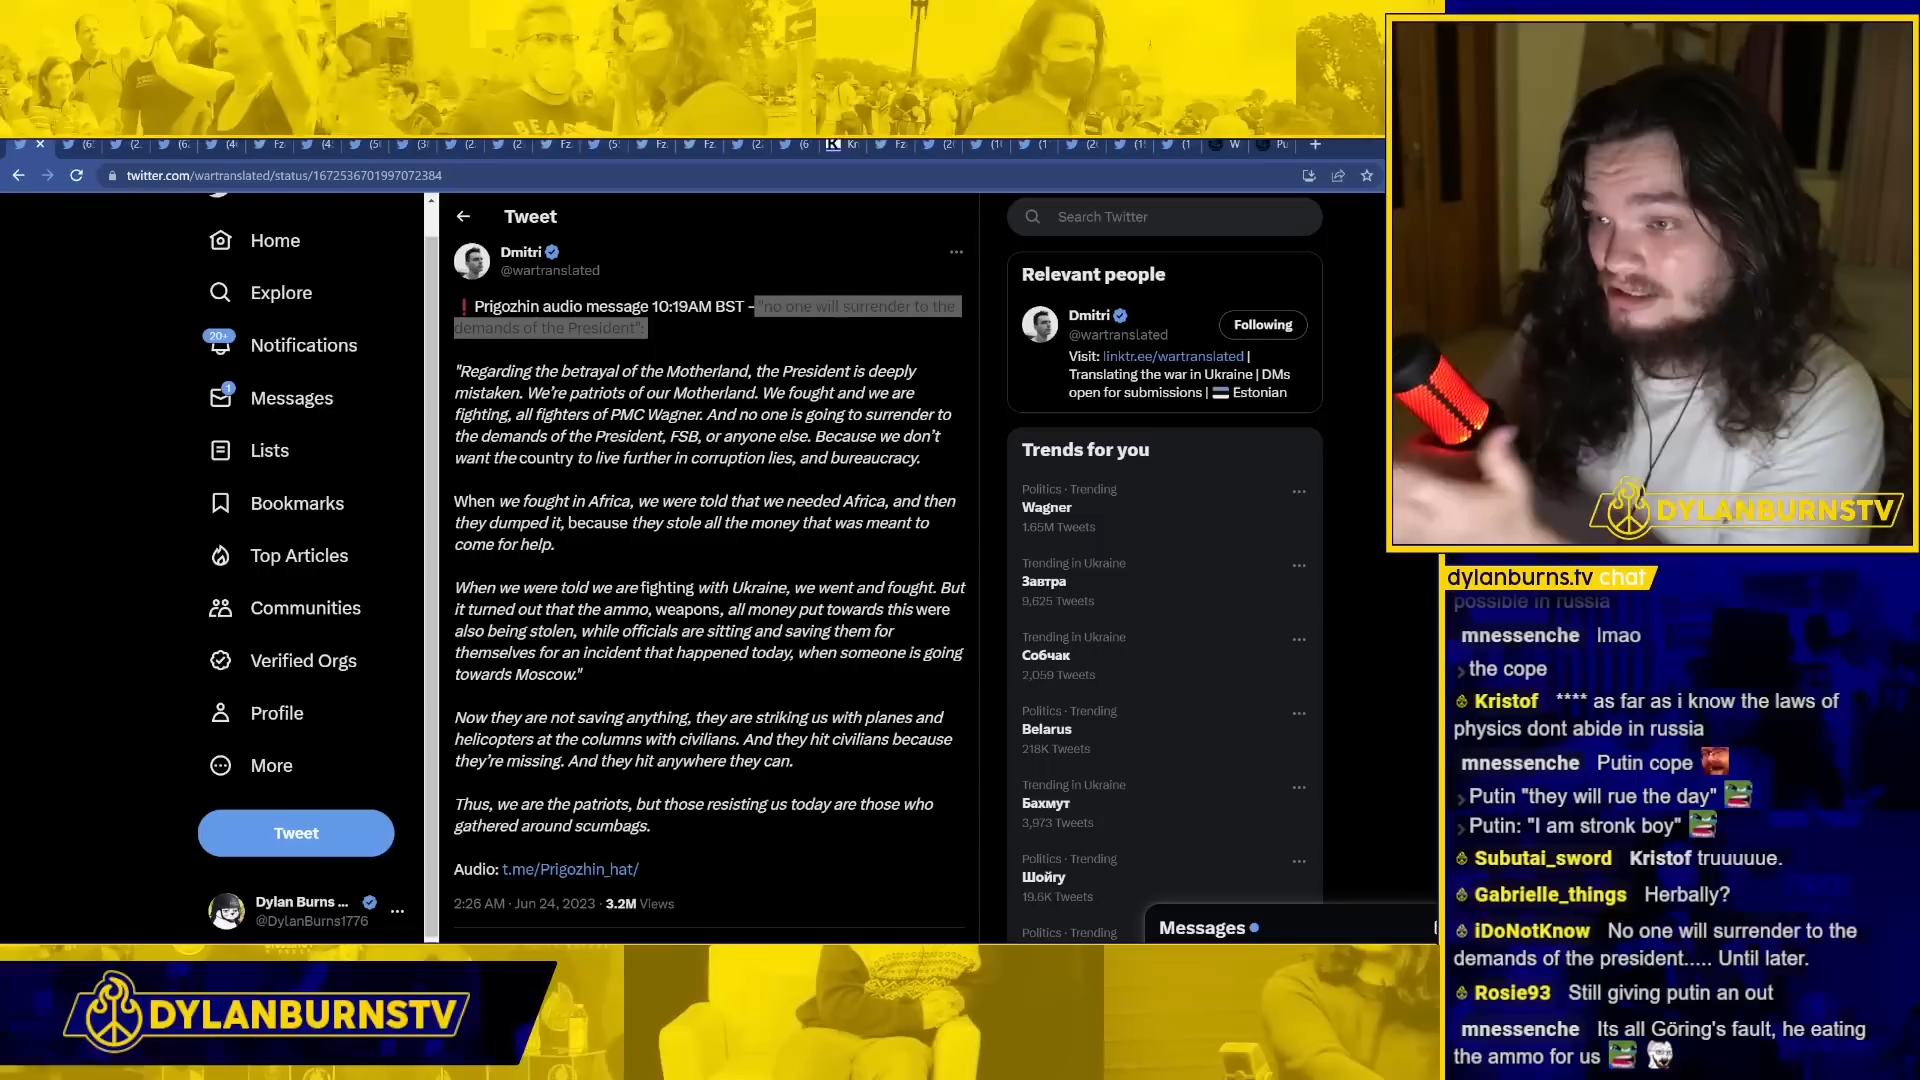 BEAST
twitter.com/wartranslated/status/1672536701997072384
Home
Explore
20+
Notifications
1
Messages
Lists
Bookmarks
Top Articles
Communities
Verified Orgs
Profile
More
Tweet
Dylan Burns ...
@DylanBurns1776
Tweet
Dmitri
@wartranslated
❗Prigozhin audio message 10:19AM BST - "no one will surrender to the
demands of the President":
"Regarding the betrayal of the Motherland, the President is deeply
mistaken. We're patriots of our Motherland. We fought and we are
fighting, all fighters of PMC Wagner. And no one is going to surrender to
the demands of the President, FSB, or anyone else. Because we don't
want the country to live further in corruption lies, and bureaucracy.
When we fought in Africa, we were told that we needed Africa, and then
they dumped it, because they stole all the money that was meant to
come for help.
When we were told we are fighting with Ukraine, we went and fought. But
it turned out that the ammo, weapons, all money put towards this were
also being stolen, while officials are sitting and saving them for
themselves for an incident that happened today, when someone is going
towards Moscow."
Now they are not saving anything, they are striking us with planes and
helicopters at the columns with civilians. And they hit civilians because
they're missing. And they hit anywhere they can.
Thus, we are the patriots, but those resisting us today are those who
gathered around scumbags.
Audio: t.me/Prigozhin_hat/
2:26 AM · Jun 24, 2023 · 3.2M Views
Search Twitter
Relevant people
Dmitri
@wartranslated
Following
Visit: linktr.ee/wartranslated |
Translating the war in Ukraine | DMs
open for submissions | 🇪🇪 Estonian
Trends for you
Politics · Trending
Wagner
1.65M Tweets
Trending in Ukraine
Завтра
9,625 Tweets
Trending in Ukraine
Собчак
2,059 Tweets
Politics · Trending
Belarus
218K Tweets
Trending in Ukraine
Бахмут
3,973 Tweets
Politics · Trending
Шойгу
19.6K Tweets
Politics · Trending
Messages
DYLANBURNSTV
dylanburns.tv chat
possible in russia
mnessenche lmao
the cope
Kristof **** as far as i know the laws of
physics dont abide in russia
mnessenche Putin cope
Putin "they will rue the day"
Putin: "I am stronk boy"
Subutai_sword Kristof truuuuue.
Gabrielle_things Herbally?
iDoNotKnow No one will surrender to the
demands of the president..... Until later.
Rosie93 Still giving putin an out
mnessenche Its all Göring's fault, he eating
the ammo for us
DYLANBURNSTV